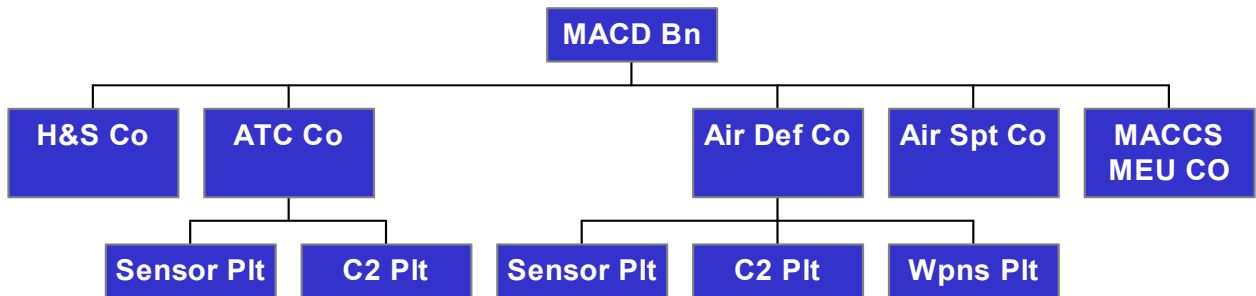 MACD Bn
H&S Co
ATC Co
Air Def Co
Air Spt Co
MACCS
MEU CO
Sensor Plt
C2 Plt
Sensor Plt
C2 Plt
Wpns Plt